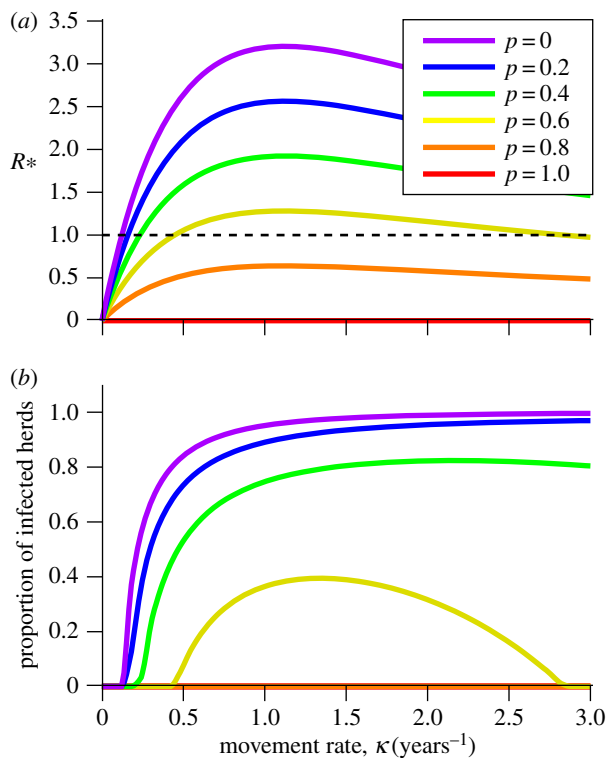 (a)
3.5
3.0
2.5
2.0
1.5
1.0
0.5
0
R*
p = 0
p = 0.2
p = 0.4
p = 0.6
p = 0.8
p = 1.0
(b)
1.0
0.8
0.6
0.4
0.2
0
proportion of infected herds
0 0.5 1.0 1.5 2.0 2.5 3.0
movement rate, κ (years⁻¹)